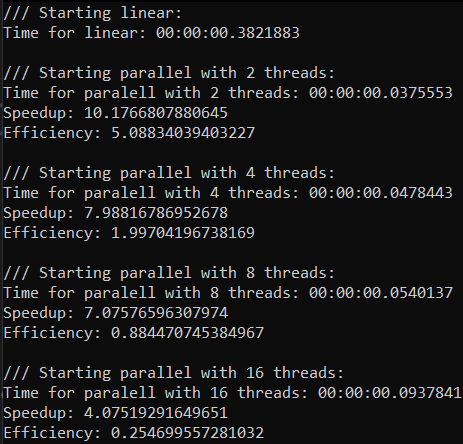 /// Starting linear:
Time for linear: 00:00:00.3821883
/// Starting parallel with 2 threads:
Time for paralell with 2 threads: 00:00:00.0375553
Speedup: 10.1766807880645
Efficiency: 5.08834039403227
/// Starting parallel with 4 threads:
Time for paralell with 4 threads: 00:00:00.0478443
Speedup: 7.98816786952678
Efficiency: 1.99704196738169
/// Starting parallel with 8 threads:
Time for paralell with 8 threads: 00:00:00.0540137
Speedup: 7.07576596307974
Efficiency: 0.884470745384967
/// Starting parallel with 16 threads:
Time for paralell with 16 threads: 00:00:00.0937841
Speedup: 4.07519291649651
Efficiency: 0.254699557281032